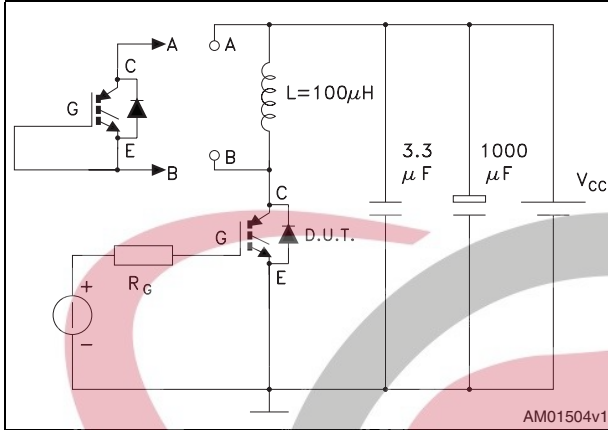 A
A
C
G
E
L=100μH
B
B
3.3
μF
1000
μF
VCC
C
G
D.U.T.
E
RG
+
−
AM01504v1